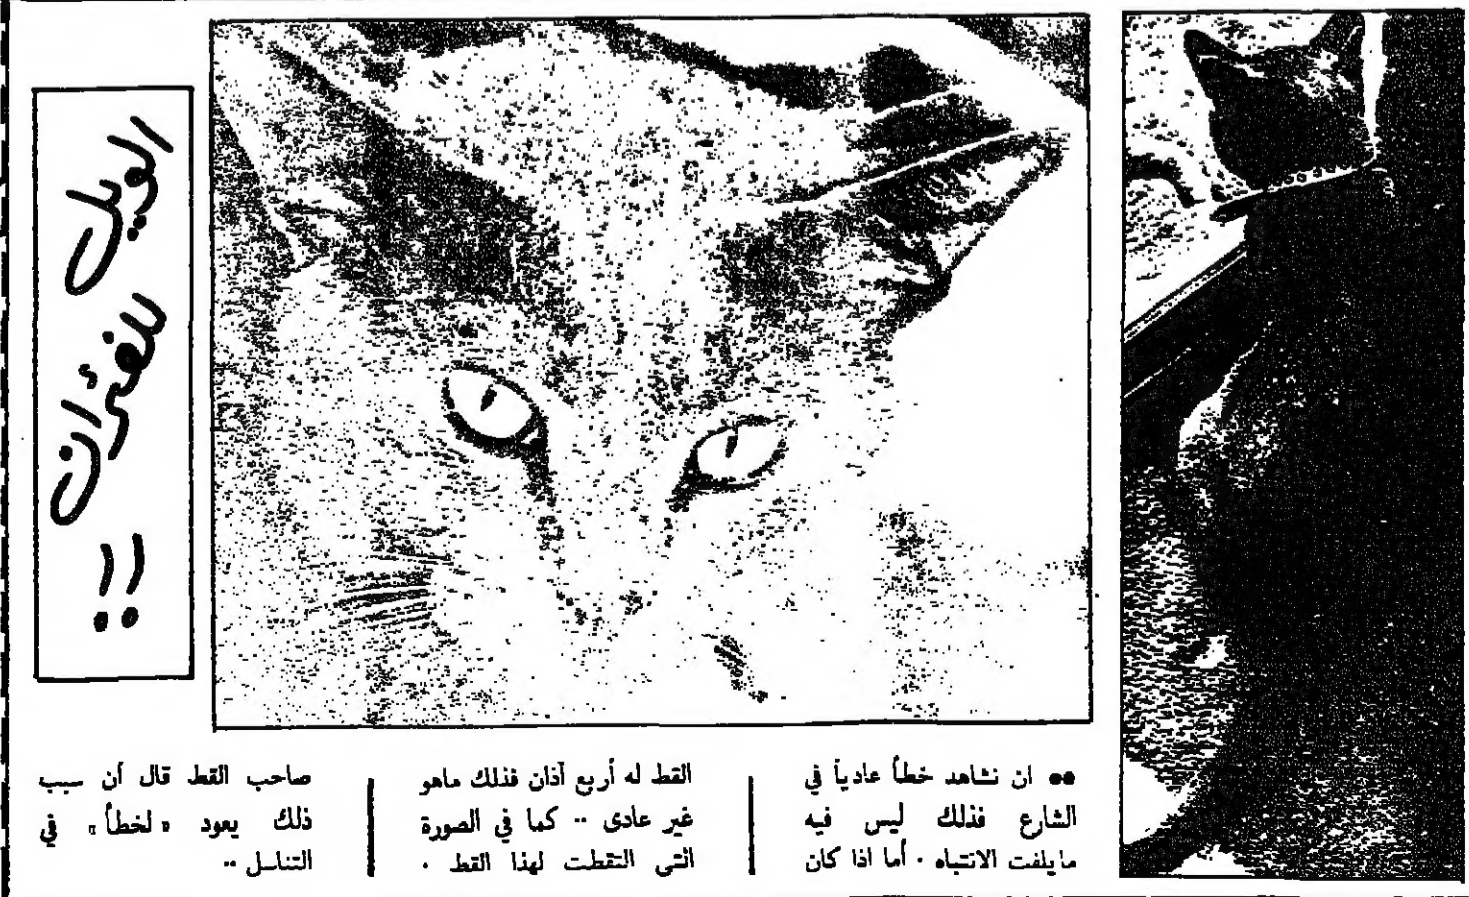 الويل
للفئران
!!
●● ان نشاهد خطأ عادياً في
الشارع فذلك ليس فيه
مايلفت الانتباه . أما اذا كان
القط له أربع آذان فذلك ماهو
غير عادى .. كما في الصورة
التي التقطت لهذا القط .
صاحب القط قال أن سبب
ذلك يعود «لخطأ» في
التناسل ..